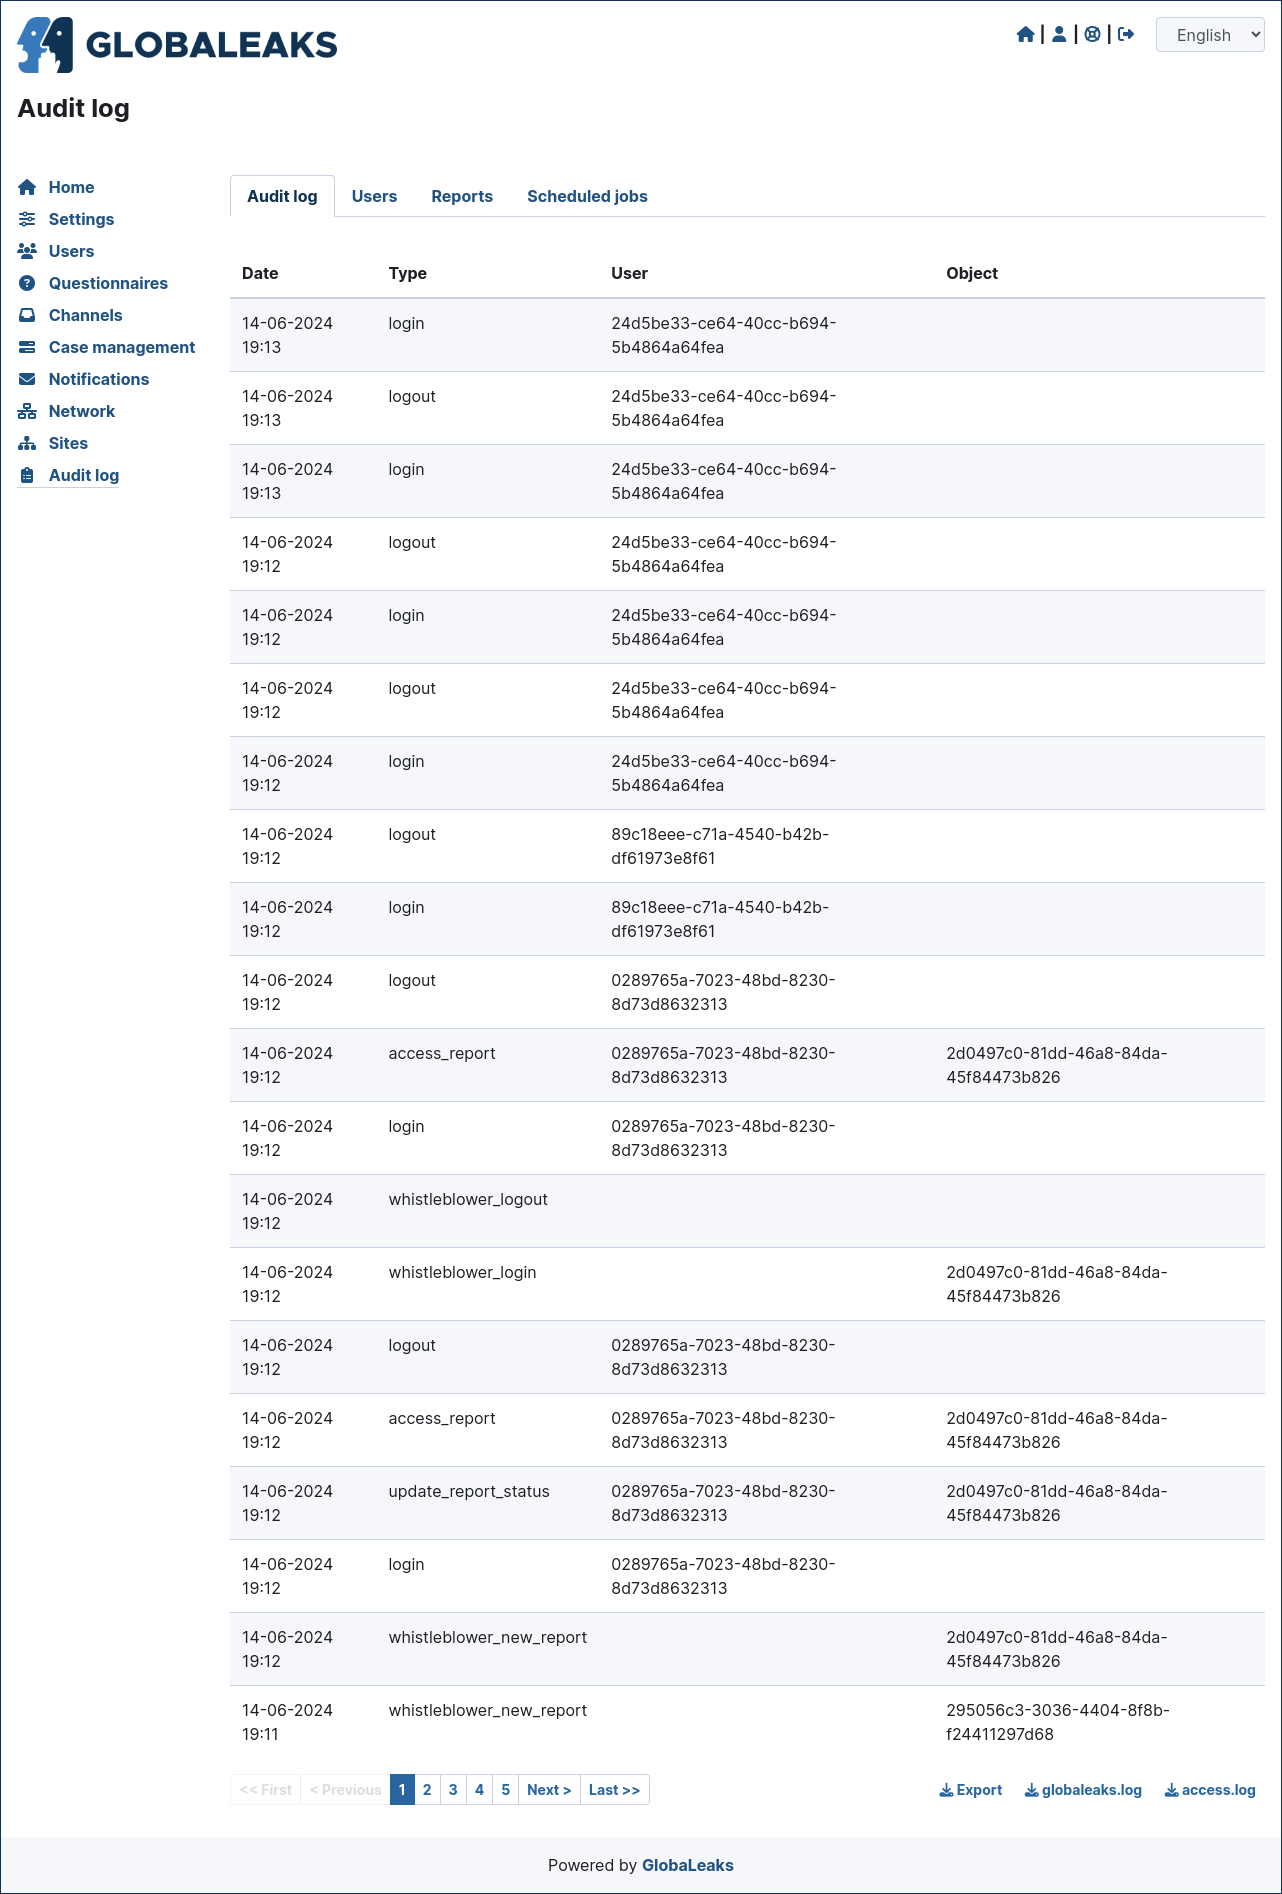 GLOBALEAKS
| | |
English
Audit log
Home
Settings
Users
Questionnaires
Channels
Case management
Notifications
Network
Sites
Audit log
Audit log Users Reports Scheduled jobs
Date Type User Object
14-06-2024 login 24d5be33-ce64-40cc-b694-
19:13 5b4864a64fea
14-06-2024 logout 24d5be33-ce64-40cc-b694-
19:13 5b4864a64fea
14-06-2024 login 24d5be33-ce64-40cc-b694-
19:13 5b4864a64fea
14-06-2024 logout 24d5be33-ce64-40cc-b694-
19:12 5b4864a64fea
14-06-2024 login 24d5be33-ce64-40cc-b694-
19:12 5b4864a64fea
14-06-2024 logout 24d5be33-ce64-40cc-b694-
19:12 5b4864a64fea
14-06-2024 login 24d5be33-ce64-40cc-b694-
19:12 5b4864a64fea
14-06-2024 logout 89c18eee-c71a-4540-b42b-
19:12 df61973e8f61
14-06-2024 login 89c18eee-c71a-4540-b42b-
19:12 df61973e8f61
14-06-2024 logout 0289765a-7023-48bd-8230-
19:12 8d73d8632313
14-06-2024 access_report 0289765a-7023-48bd-8230- 2d0497c0-81dd-46a8-84da-
19:12 8d73d8632313 45f84473b826
14-06-2024 login 0289765a-7023-48bd-8230-
19:12 8d73d8632313
14-06-2024 whistleblower_logout
19:12
14-06-2024 whistleblower_login 2d0497c0-81dd-46a8-84da-
19:12 45f84473b826
14-06-2024 logout 0289765a-7023-48bd-8230-
19:12 8d73d8632313
14-06-2024 access_report 0289765a-7023-48bd-8230- 2d0497c0-81dd-46a8-84da-
19:12 8d73d8632313 45f84473b826
14-06-2024 update_report_status 0289765a-7023-48bd-8230- 2d0497c0-81dd-46a8-84da-
19:12 8d73d8632313 45f84473b826
14-06-2024 login 0289765a-7023-48bd-8230-
19:12 8d73d8632313
14-06-2024 whistleblower_new_report 2d0497c0-81dd-46a8-84da-
19:12 45f84473b826
14-06-2024 whistleblower_new_report 295056c3-3036-4404-8f8b-
19:11 f24411297d68
<< First < Previous 1 2 3 4 5 Next > Last >> Export globaleaks.log access.log
Powered by GlobaLeaks